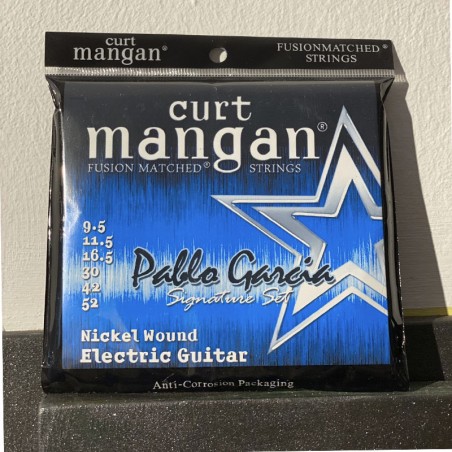 curt
mangan®
FUSIONMATCHED®
STRINGS
curt
mangan®
FUSION MATCHED® STRINGS
9.5
11.5
16.5
30
42
52
Pablo Garcia
Signature Set
Nickel Wound
Electric Guitar
Anti-Corrosion Packaging